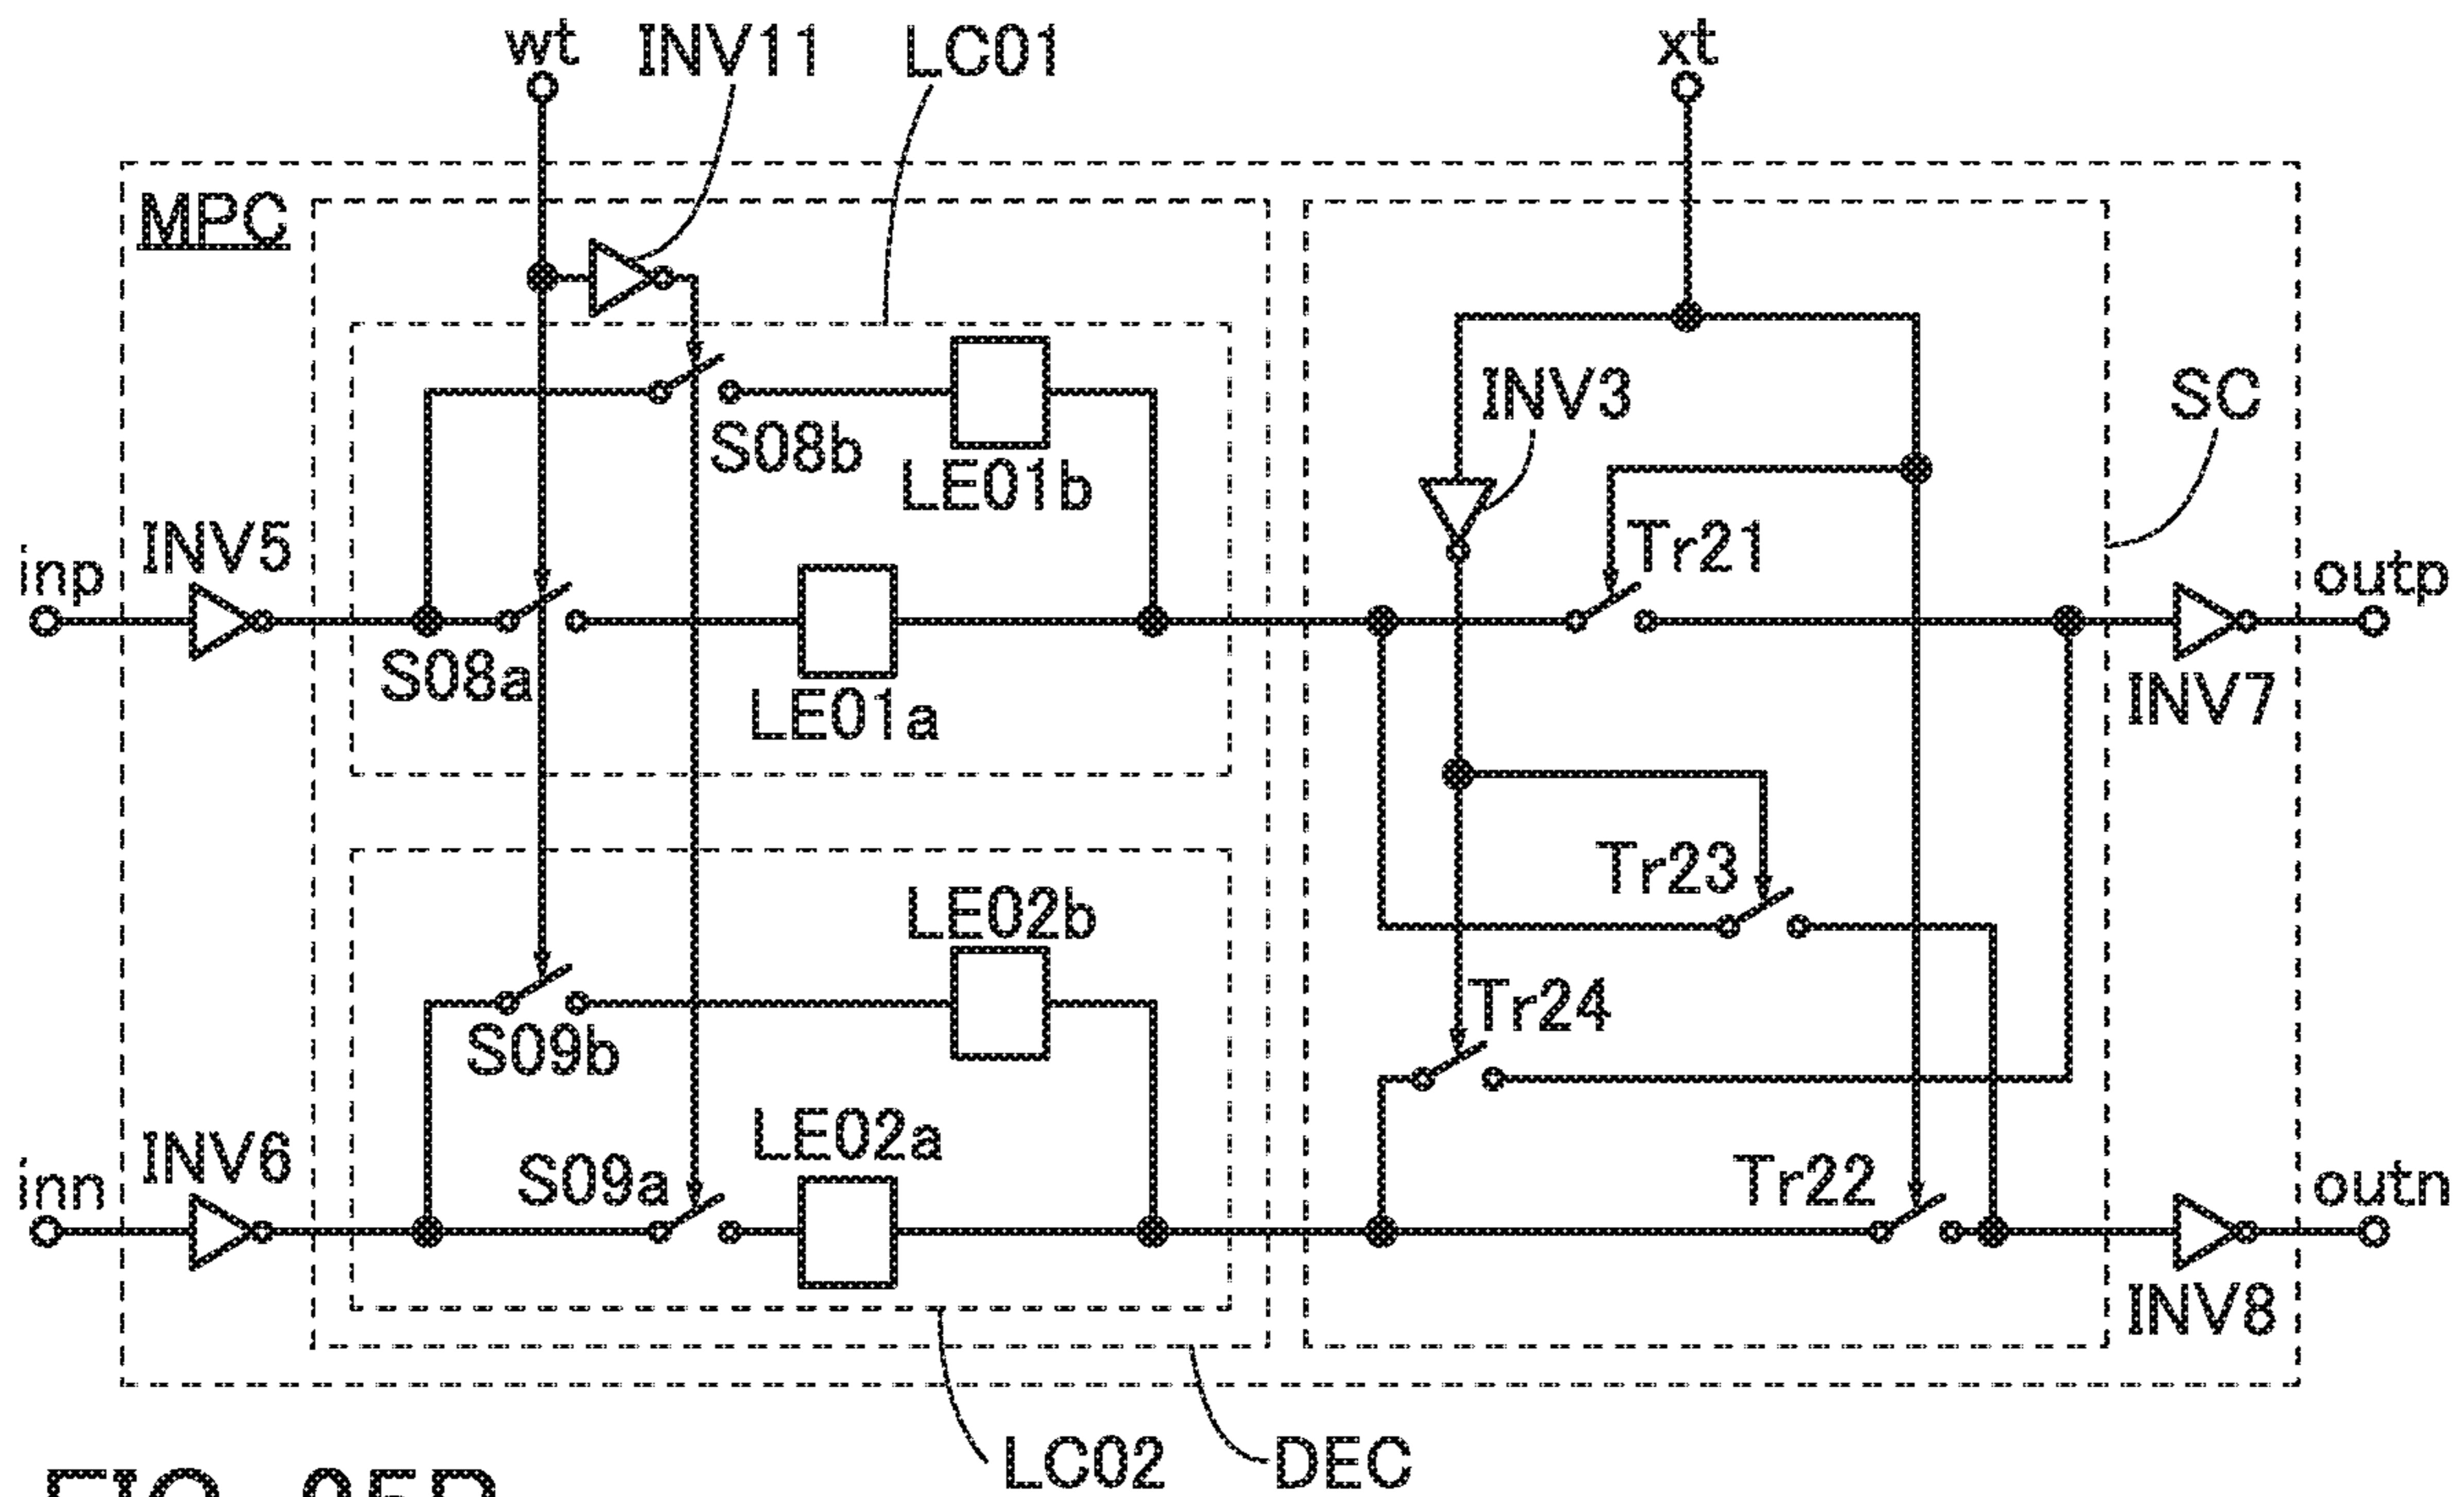 wt
INV11
LC01
xt
MPC
INV3
SC
S08b
LE01b
inp
INV5
Tr21
outp
S08a
LE01a
INV7
Tr23
LE02b
Tr24
S09b
inn
INV6
S09a
LE02a
Tr22
outn
INV8
LC02
DEC